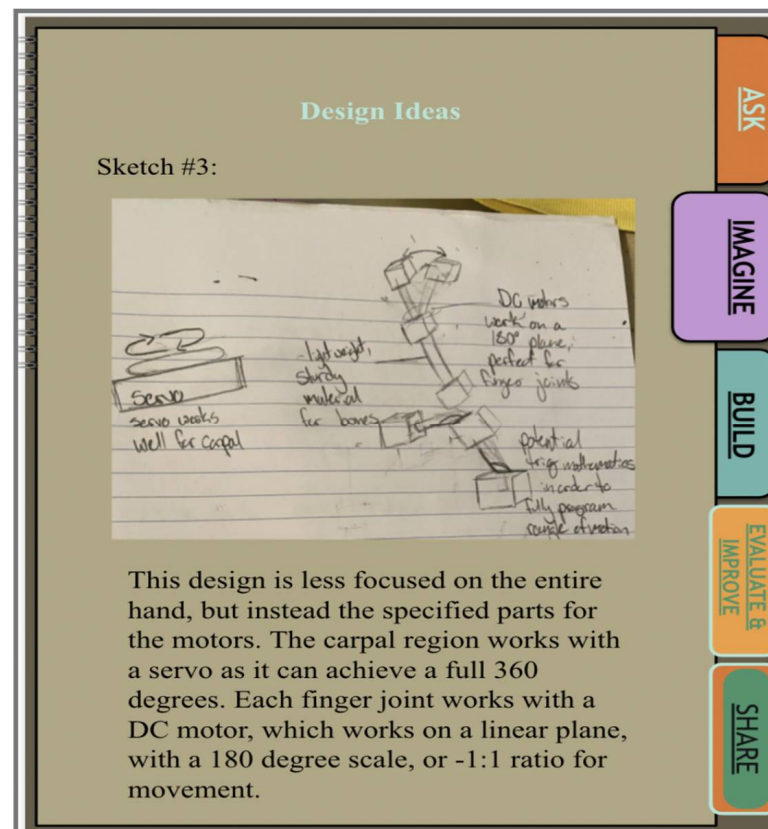 Design Ideas
Sketch #3:
Servo
servo works
well for carpal
-lightweight,
sturdy
material
for bones
DC motors
work on a
180° plane,
perfect for
finger joints
potential
trig mathematics
in order to
fully program
range of motion
This design is less focused on the entire
hand, but instead the specified parts for
the motors. The carpal region works with
a servo as it can achieve a full 360
degrees. Each finger joint works with a
DC motor, which works on a linear plane,
with a 180 degree scale, or -1:1 ratio for
movement.
ASK
IMAGINE
BUILD
EVALUATE &
IMPROVE
SHARE